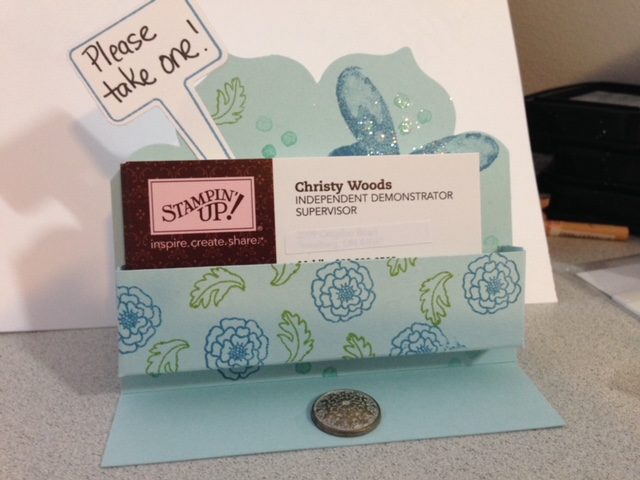 Please
take one!
STAMPIN'
UP!
inspire.create.share.
Christy Woods
INDEPENDENT DEMONSTRATOR
SUPERVISOR